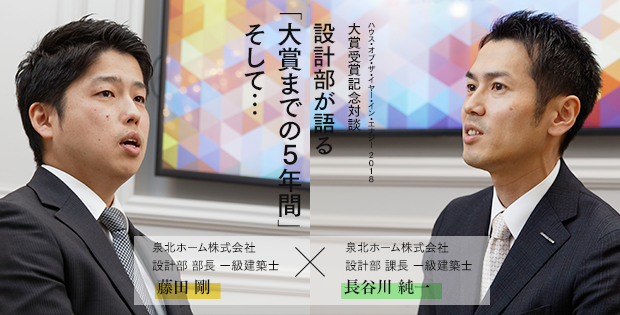 ハウス・オブ・ザ・イヤー・イン・エナジー2018
大賞受賞記念対談
設計部が語る
「大賞までの5年間」
そして…
泉北ホーム株式会社
設計部 部長 一級建築士
藤田 剛
×
泉北ホーム株式会社
設計部 課長 一級建築士
長谷川 純一